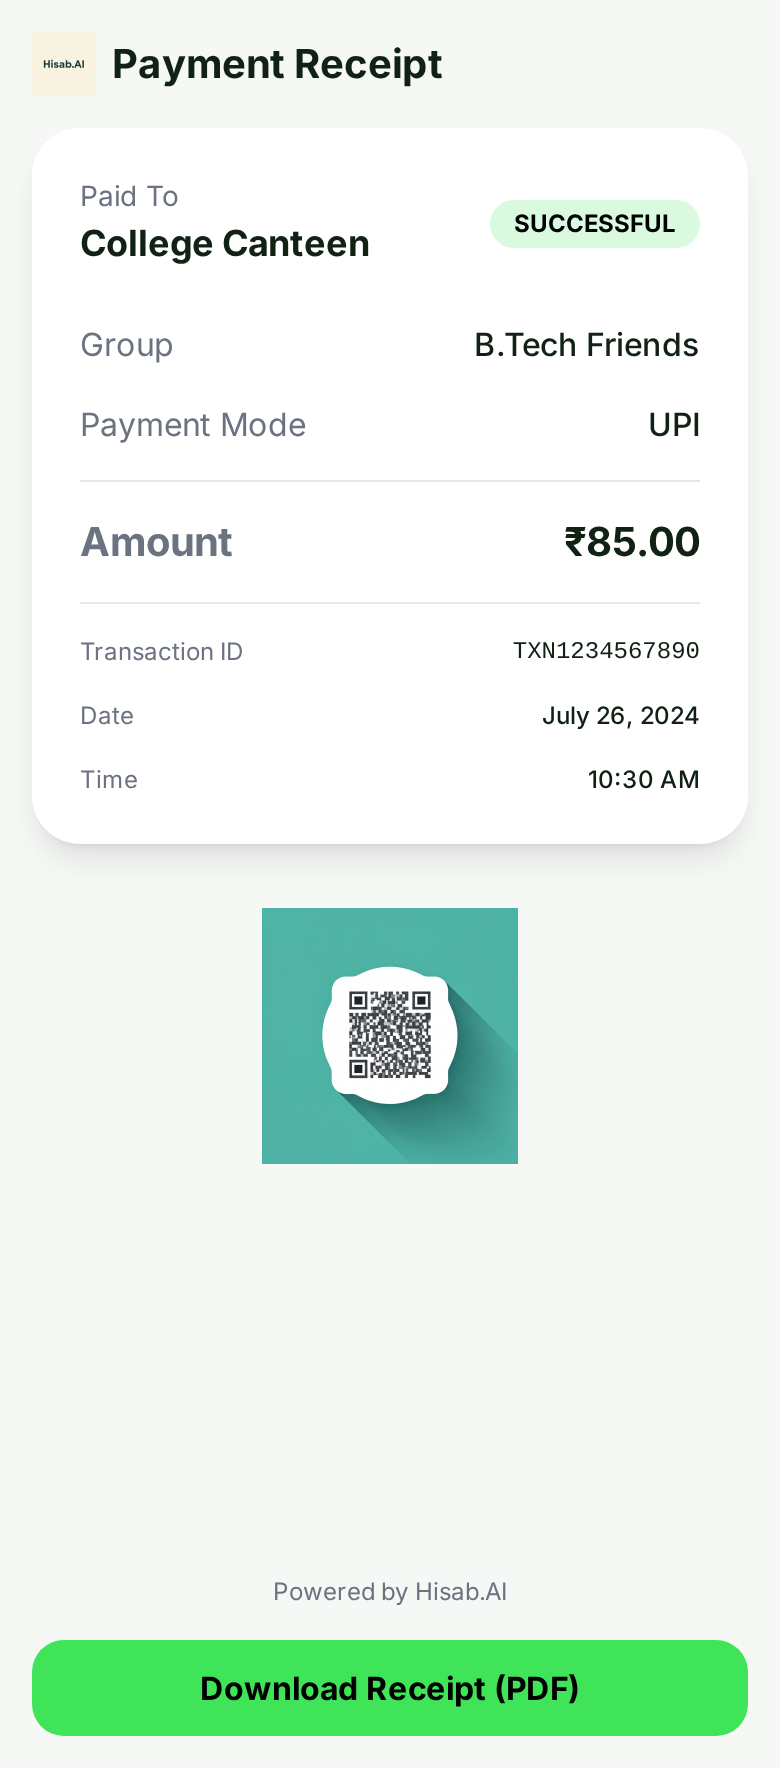 Hisab.AI
Payment Receipt
Paid To
College Canteen
SUCCESSFUL
Group
B.Tech Friends
Payment Mode
UPI
Amount
₹85.00
Transaction ID
TXN1234567890
Date
July 26, 2024
Time
10:30 AM
Powered by Hisab.AI
Download Receipt (PDF)